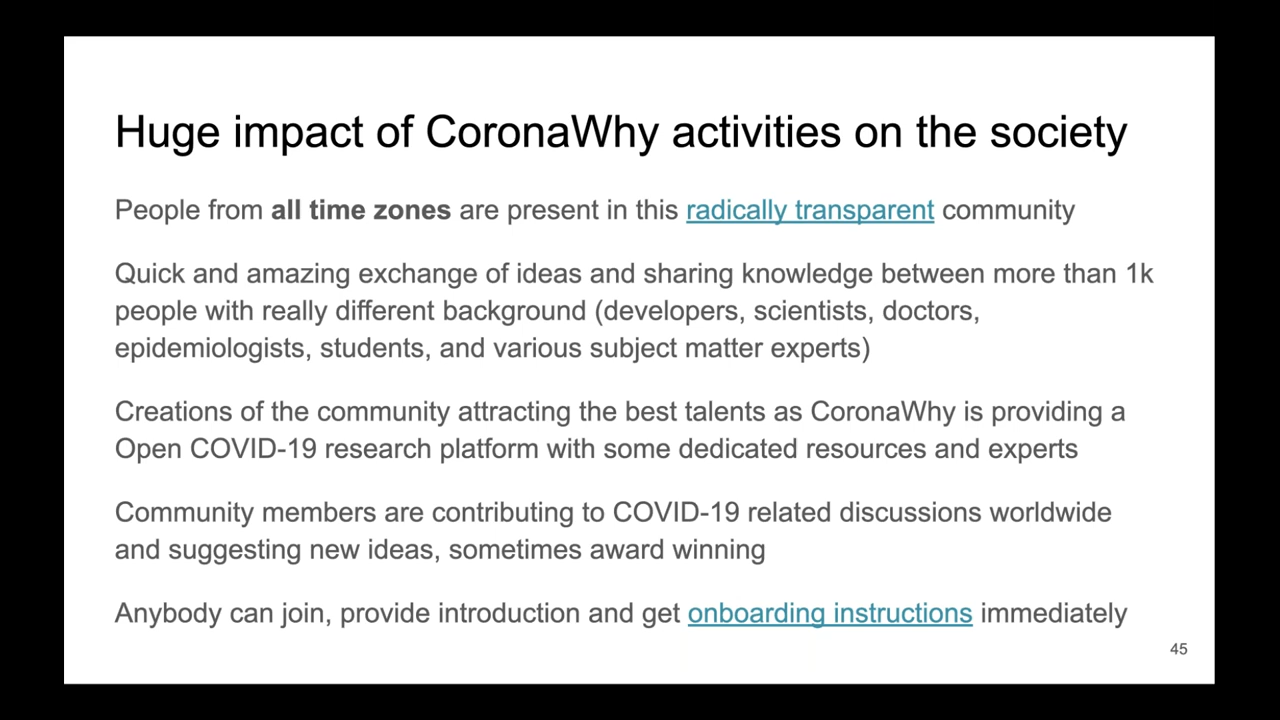 Huge impact of CoronaWhy activities on the society
People from all time zones are present in this radically transparent community
Quick and amazing exchange of ideas and sharing knowledge between more than 1k
people with really different background (developers, scientists, doctors,
epidemiologists, students, and various subject matter experts)
Creations of the community attracting the best talents as CoronaWhy is providing a
Open COVID-19 research platform with some dedicated resources and experts
Community members are contributing to COVID-19 related discussions worldwide
and suggesting new ideas, sometimes award winning
Anybody can join, provide introduction and get onboarding instructions immediately
45